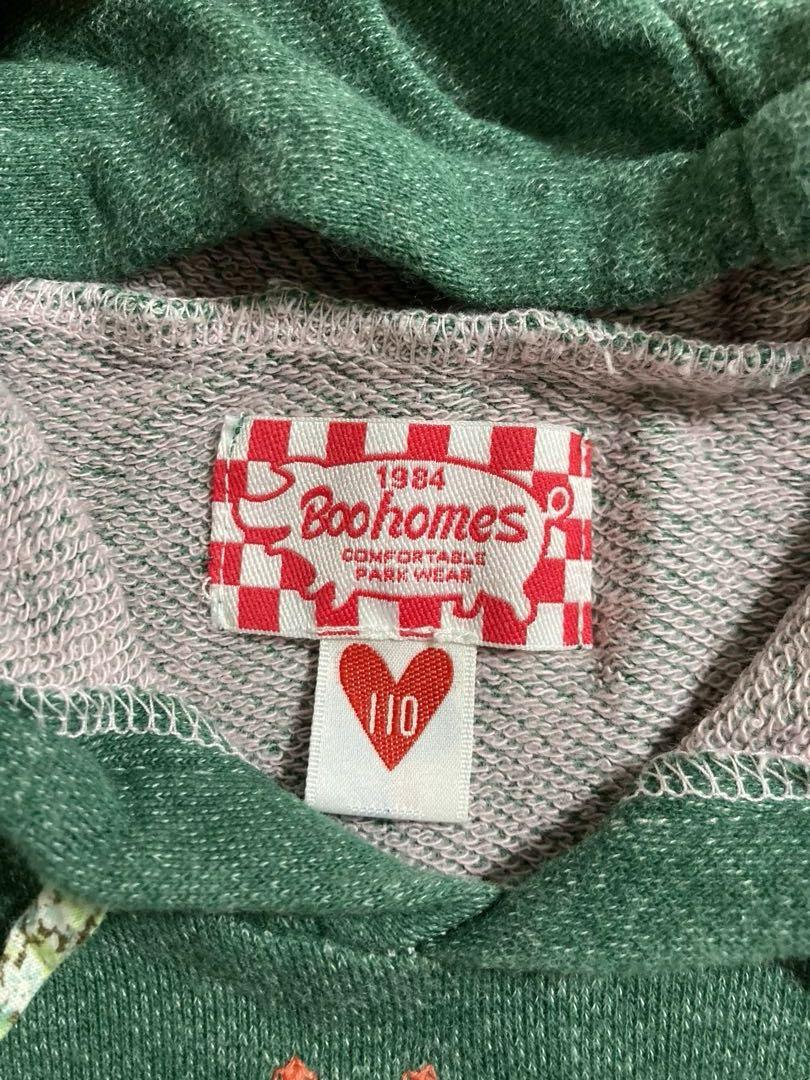 1984
Boohomes
COMFORTABLE
PARK WEAR
110